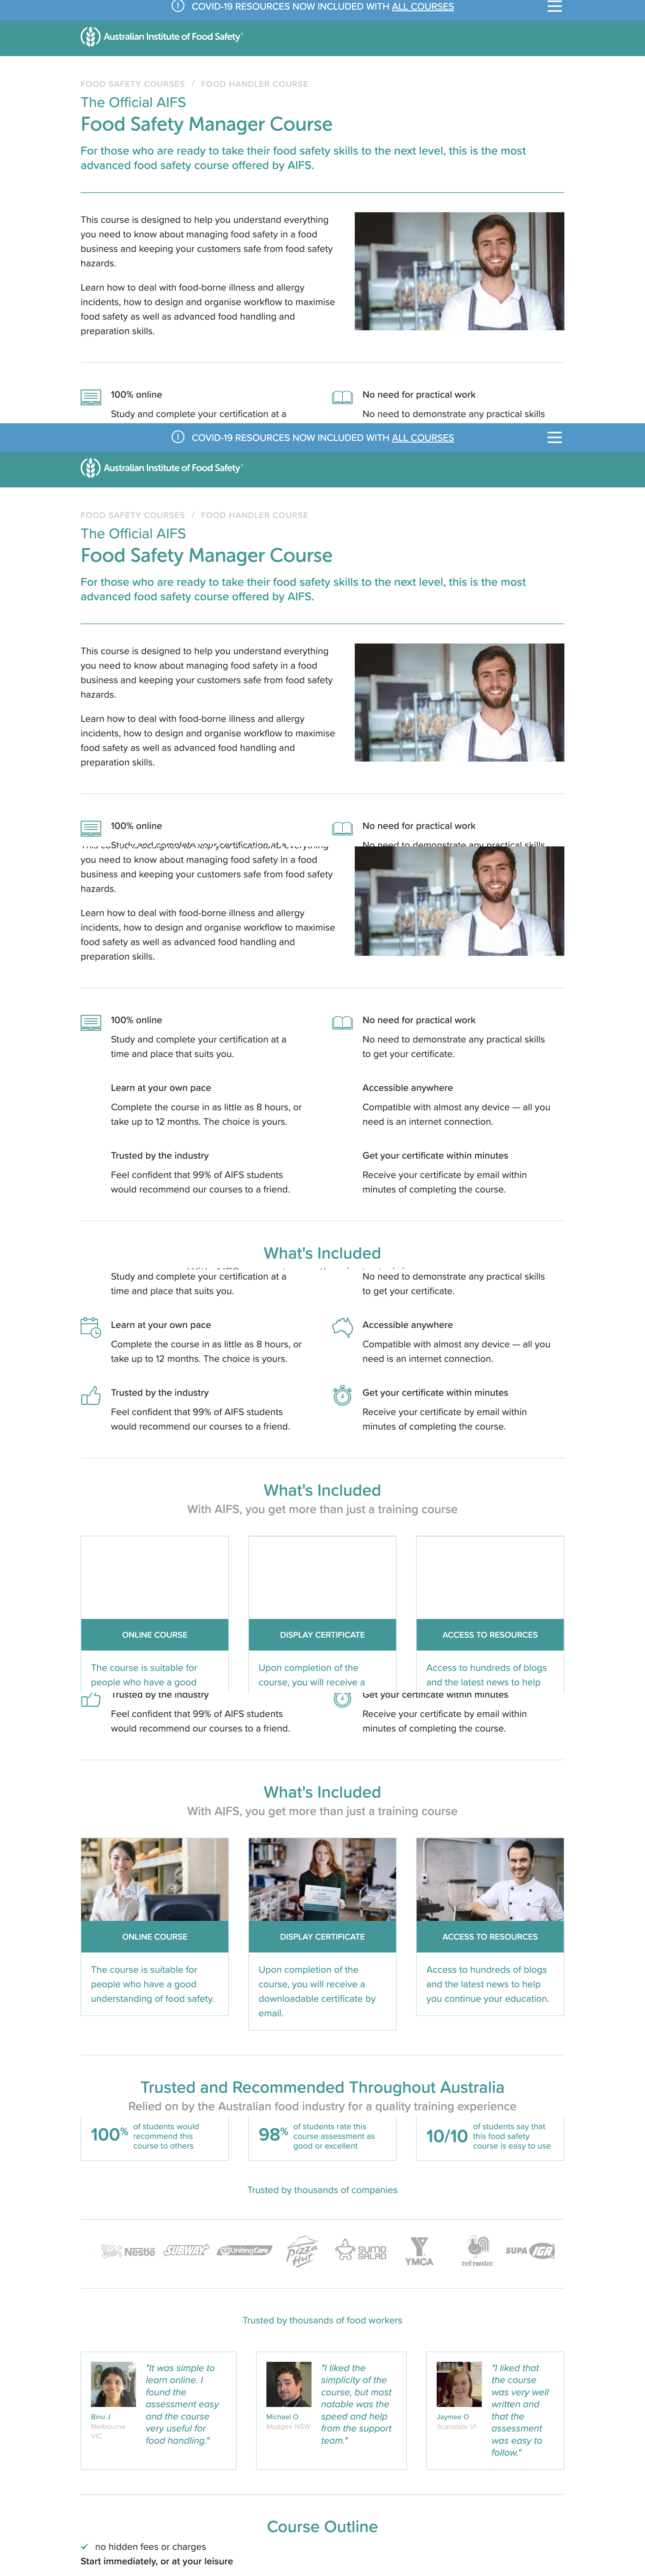 COVID-19 RESOURCES NOW INCLUDED WITH ALL COURSES
Australian Institute of Food Safety
FOOD SAFETY COURSES / FOOD HANDLER COURSE
The Official AIFS
Food Safety Manager Course
For those who are ready to take their food safety skills to the next level, this is the most
advanced food safety course offered by AIFS.
This course is designed to help you understand everything
you need to know about managing food safety in a food
business and keeping your customers safe from food safety
hazards.
Learn how to deal with food-borne illness and allergy
incidents, how to design and organise workflow to maximise
food safety as well as advanced food handling and
preparation skills.
100% online
Study and complete your certification at a
No need for practical work
No need to demonstrate any practical skills
COVID-19 RESOURCES NOW INCLUDED WITH ALL COURSES
Australian Institute of Food Safety
FOOD SAFETY COURSES / FOOD HANDLER COURSE
The Official AIFS
Food Safety Manager Course
For those who are ready to take their food safety skills to the next level, this is the most
advanced food safety course offered by AIFS.
This course is designed to help you understand everything
you need to know about managing food safety in a food
business and keeping your customers safe from food safety
hazards.
Learn how to deal with food-borne illness and allergy
incidents, how to design and organise workflow to maximise
food safety as well as advanced food handling and
preparation skills.
100% online
No need for practical work
No need to demonstrate any practical skills
you need to know about managing food safety in a food
business and keeping your customers safe from food safety
hazards.
Learn how to deal with food-borne illness and allergy
incidents, how to design and organise workflow to maximise
food safety as well as advanced food handling and
preparation skills.
100% online
Study and complete your certification at a
time and place that suits you.
No need for practical work
No need to demonstrate any practical skills
to get your certificate.
Learn at your own pace
Complete the course in as little as 8 hours, or
take up to 12 months. The choice is yours.
Accessible anywhere
Compatible with almost any device — all you
need is an internet connection.
Trusted by the industry
Feel confident that 99% of AIFS students
would recommend our courses to a friend.
Get your certificate within minutes
Receive your certificate by email within
minutes of completing the course.
What's Included
Study and complete your certification at a
time and place that suits you.
No need to demonstrate any practical skills
to get your certificate.
Learn at your own pace
Complete the course in as little as 8 hours, or
take up to 12 months. The choice is yours.
Accessible anywhere
Compatible with almost any device — all you
need is an internet connection.
Trusted by the industry
Feel confident that 99% of AIFS students
would recommend our courses to a friend.
Get your certificate within minutes
Receive your certificate by email within
minutes of completing the course.
What's Included
With AIFS, you get more than just a training course
ONLINE COURSE
The course is suitable for
people who have a good
DISPLAY CERTIFICATE
Upon completion of the
course, you will receive a
ACCESS TO RESOURCES
Access to hundreds of blogs
and the latest news to help
Trusted by the industry
Feel confident that 99% of AIFS students
would recommend our courses to a friend.
Get your certificate within minutes
Receive your certificate by email within
minutes of completing the course.
What's Included
With AIFS, you get more than just a training course
ONLINE COURSE
The course is suitable for
people who have a good
understanding of food safety.
DISPLAY CERTIFICATE
Upon completion of the
course, you will receive a
downloadable certificate by
email.
ACCESS TO RESOURCES
Access to hundreds of blogs
and the latest news to help
you continue your education.
Trusted and Recommended Throughout Australia
Relied on by the Australian food industry for a quality training experience
100% of students would
recommend this
course to others
98% of students rate this
course assessment as
good or excellent
10/10 of students say that
this food safety
course is easy to use
Trusted by thousands of companies
Nestlé SUBWAY UnitingCare Pizza Hut SUMO SALAD YMCA red rooster SUPA IGA
Trusted by thousands of food workers
"It was simple to
learn online. I
found the
assessment easy
and the course
very useful for
food handling."
Binu J
Melbourne
VIC
"I liked the
simplicity of the
course, but most
notable was the
speed and help
from the support
team."
Michael O
Mudgee NSW
"I liked that
the course
was very well
written and
that the
assessment
was easy to
follow."
Jaymee O
Scarsdale VI
Course Outline
no hidden fees or charges
Start immediately, or at your leisure